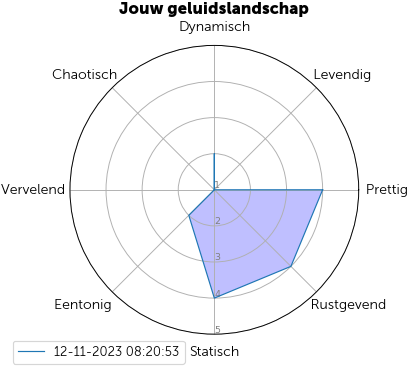 Jouw geluidslandschap
Dynamisch
Chaotisch
Levendig
Vervelend
Prettig
1
2
3
4
5
Eentonig
Rustgevend
12-11-2023 08:20:53
Statisch